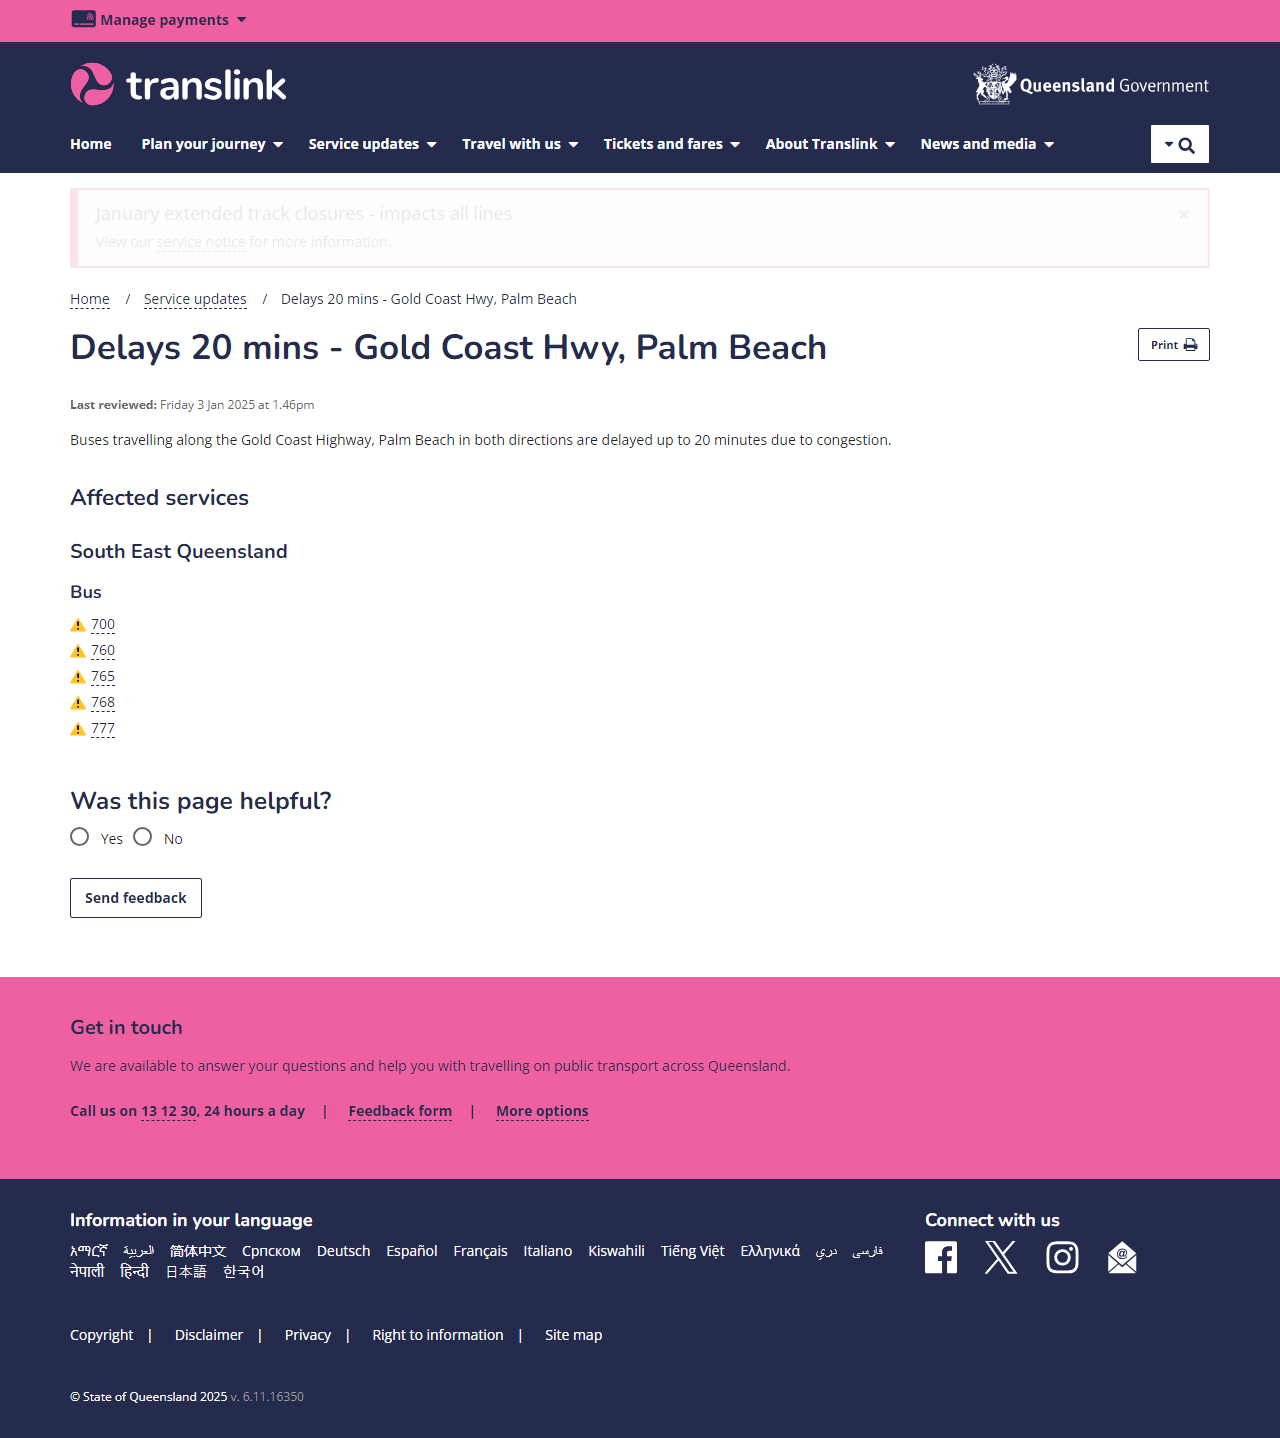 Manage payments
translink
Queensland Government
Home Plan your journey Service updates Travel with us Tickets and fares About Translink News and media
January extended track closures - impacts all lines
×
View our service notice for more information.
Home / Service updates / Delays 20 mins - Gold Coast Hwy, Palm Beach
Delays 20 mins - Gold Coast Hwy, Palm Beach
Print
Last reviewed: Friday 3 Jan 2025 at 1.46pm
Buses travelling along the Gold Coast Highway, Palm Beach in both directions are delayed up to 20 minutes due to congestion.
Affected services
South East Queensland
Bus
700
760
765
768
777
Was this page helpful?
Yes No
Send feedback
Get in touch
We are available to answer your questions and help you with travelling on public transport across Queensland.
Call us on 13 12 30, 24 hours a day | Feedback form | More options
Information in your language
አማርኛ العربية 简体中文 Српском Deutsch Español Français Italiano Kiswahili Tiếng Việt Ελληνικά دری فارسی
नेपाली हिन्दी 日本語 한국어
Connect with us
Copyright | Disclaimer | Privacy | Right to information | Site map
© State of Queensland 2025 v. 6.11.16350